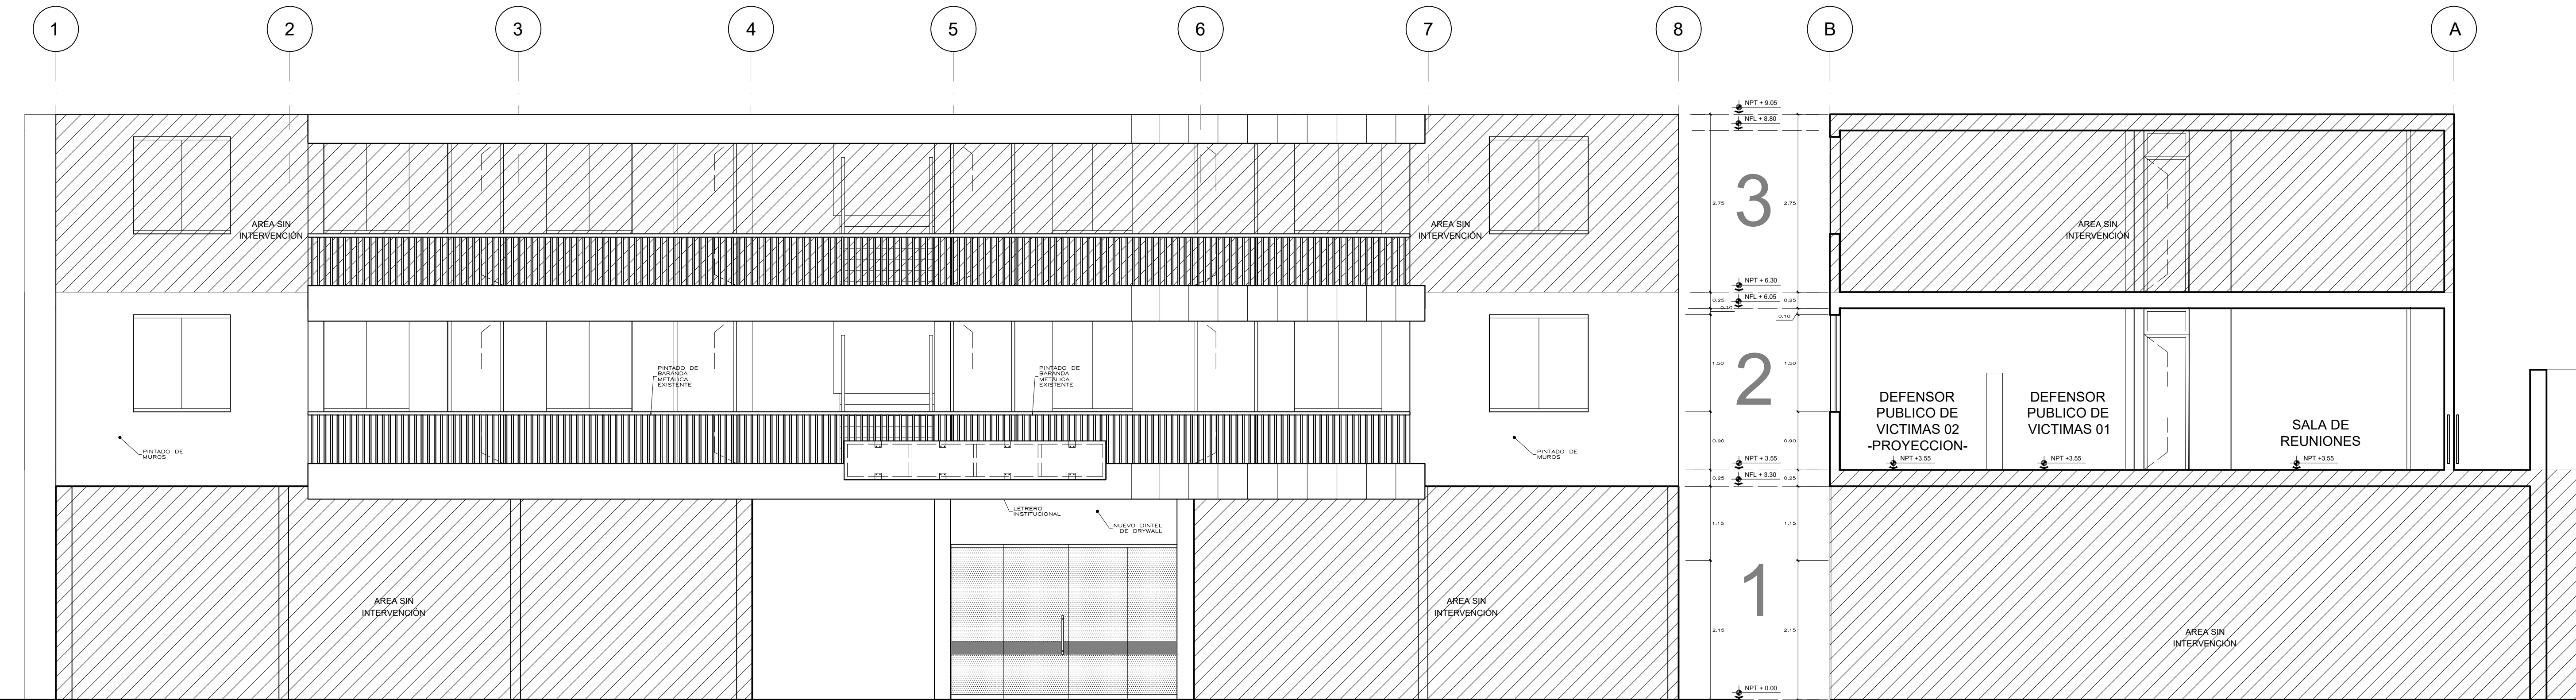 1
2
3
4
5
6
7
8
B
A
NPT + 9.05
NFL + 8.80
AREA SIN
INTERVENCIÓN
AREA SIN
INTERVENCIÓN
2.75
3
2.75
AREA SIN
INTERVENCIÓN
NPT + 6.30
0.25
NFL + 6.05
0.25
0.10
0.10
PINTADO DE
BARANDA
METÁLICA
EXISTENTE
PINTADO DE
BARANDA
METÁLICA
EXISTENTE
1.50
2
1.50
DEFENSOR
PUBLICO DE
VICTIMAS 02
-PROYECCION-
DEFENSOR
PUBLICO DE
VICTIMAS 01
SALA DE
REUNIONES
PINTADO DE
MUROS
PINTADO DE
MUROS
0.90
0.90
NPT + 3.55
NPT +3.55
NPT +3.55
NPT +3.55
0.25
NFL + 3.30
0.25
LETRERO
INSTITUCIONAL
NUEVO DINTEL
DE DRYWALL
1.15
1.15
1
AREA SIN
INTERVENCIÓN
AREA SIN
INTERVENCIÓN
2.15
2.15
AREA SIN
INTERVENCIÓN
NPT + 0.00